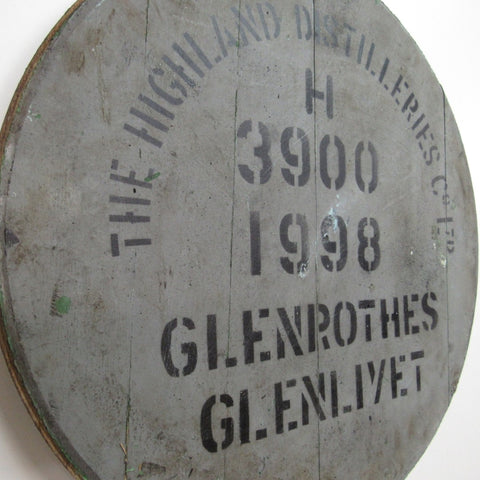 THE HIGHLAND DISTILLERIES Co LTD
H
3900
1998
GLENROTHES
GLENLIVET